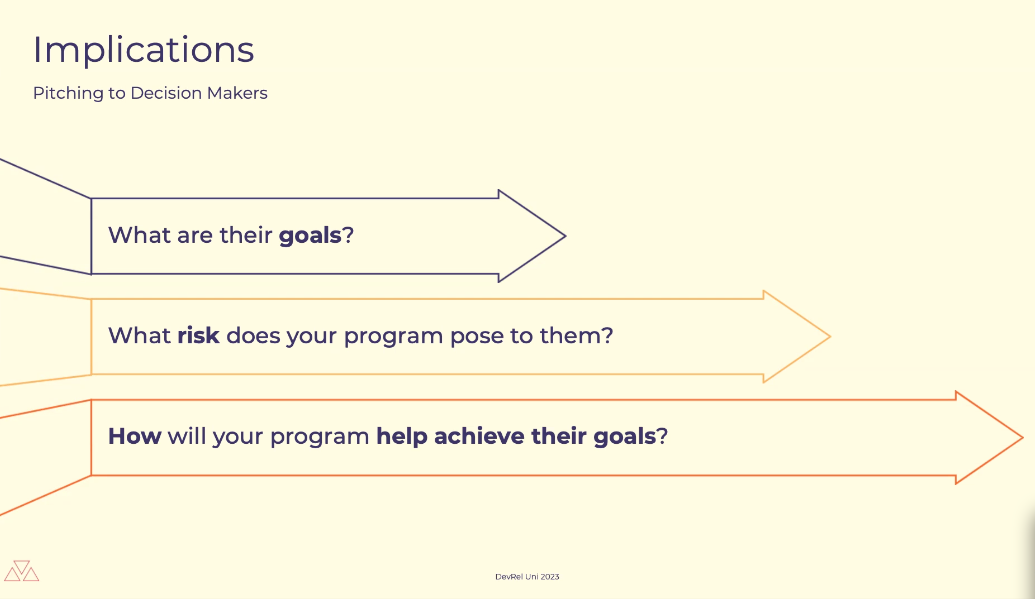 Implications
Pitching to Decision Makers
What are their goals?
What risk does your program pose to them?
How will your program help achieve their goals?
DevRel Uni 2023